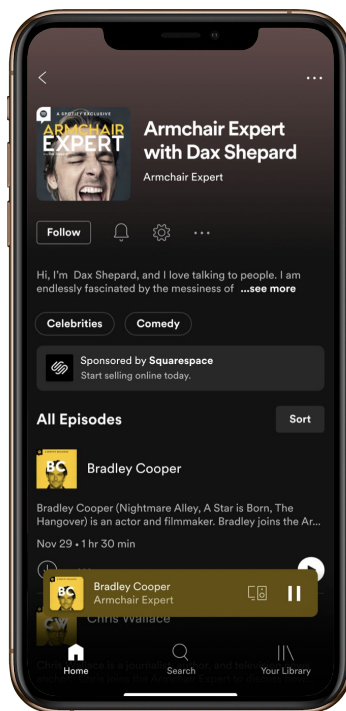 A SPOTIFY EXCLUSIVE
ARMCHAIR
EXPERT
Armchair Expert
with Dax Shepard
Armchair Expert
Follow
Hi, I'm Dax Shepard, and I love talking to people. I am
endlessly fascinated by the messiness of ...see more
Celebrities
Comedy
Sponsored by Squarespace
Start selling online today.
All Episodes
Sort
BC
Bradley Cooper
Bradley Cooper (Nightmare Alley, A Star is Born, The
Hangover) is an actor and filmmaker. Bradley joins the Ar...
Nov 29 • 1 hr 30 min
BC
Bradley Cooper
Armchair Expert
CW
Chris Wallace
Home
Search
Your Library